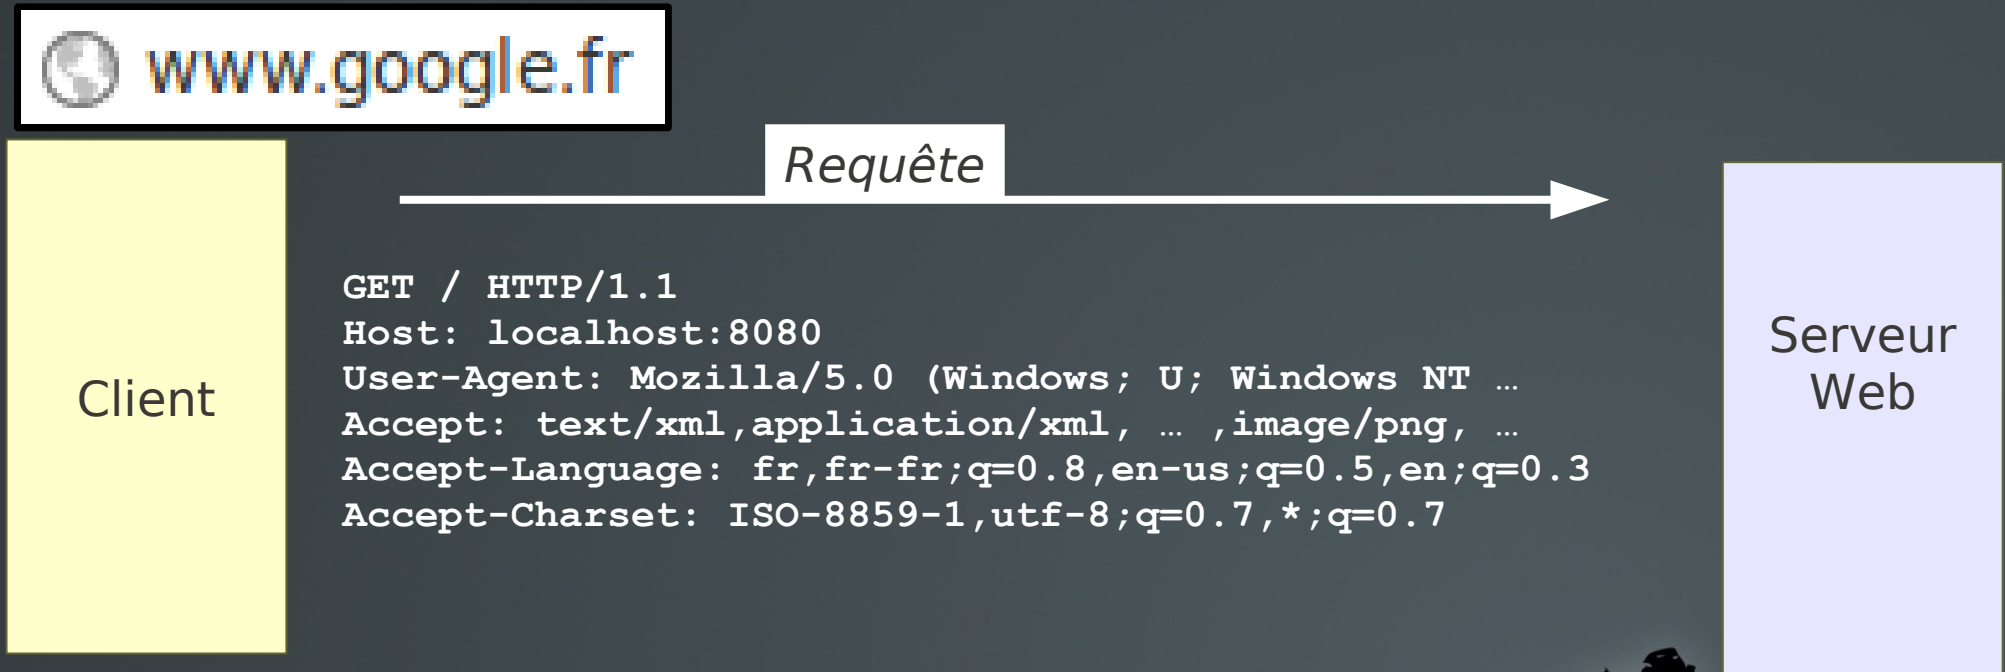 www.google.fr
Requête
Client
GET / HTTP/1.1
Host: localhost:8080
User-Agent: Mozilla/5.0 (Windows; U; Windows NT …
Accept: text/xml,application/xml, … ,image/png, …
Accept-Language: fr,fr-fr;q=0.8,en-us;q=0.5,en;q=0.3
Accept-Charset: ISO-8859-1,utf-8;q=0.7,*;q=0.7
Serveur
Web